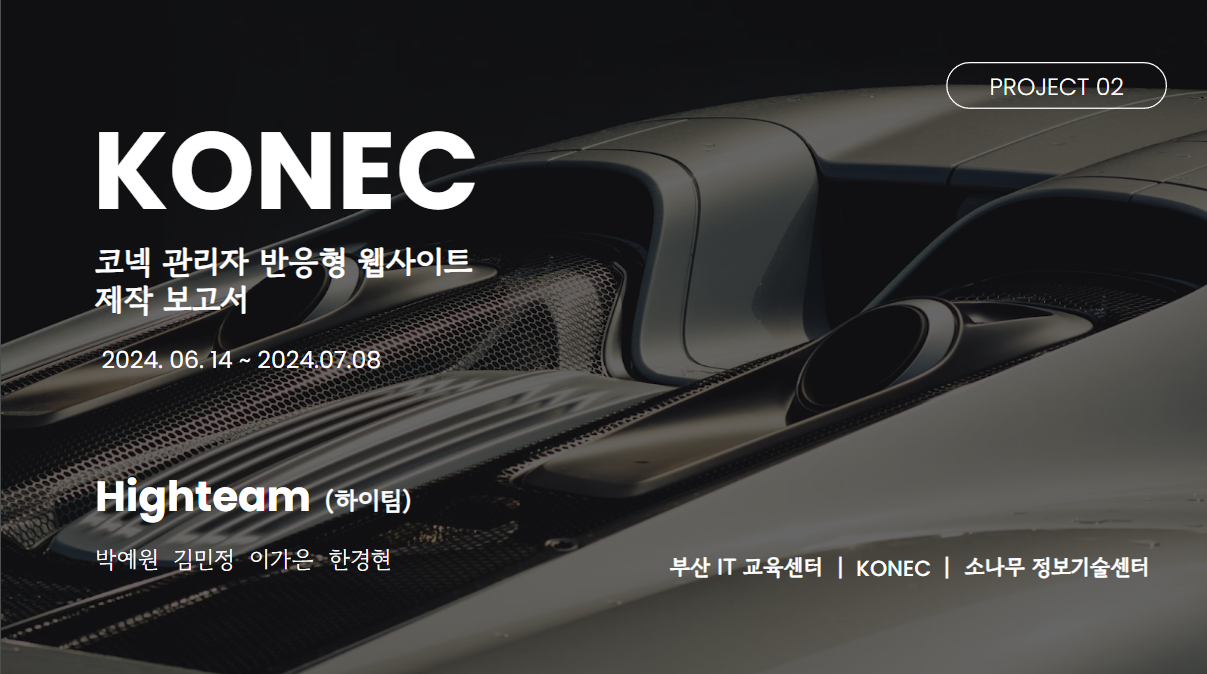 PROJECT 02
KONEC
코넥 관리자 반응형 웹사이트
제작 보고서
2024. 06. 14 ~ 2024.07.08
Highteam (하이팀)
박예원 김민정 이가은 한경현
부산 IT 교육센터 | KONEC | 소나무 정보기술센터